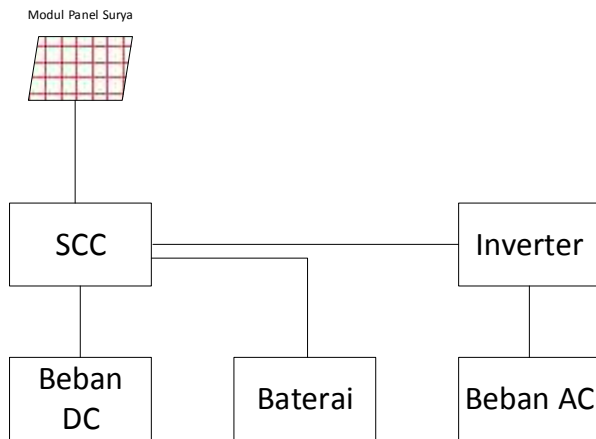 Modul Panel Surya
SCC
Inverter
Beban
DC
Baterai
Beban AC